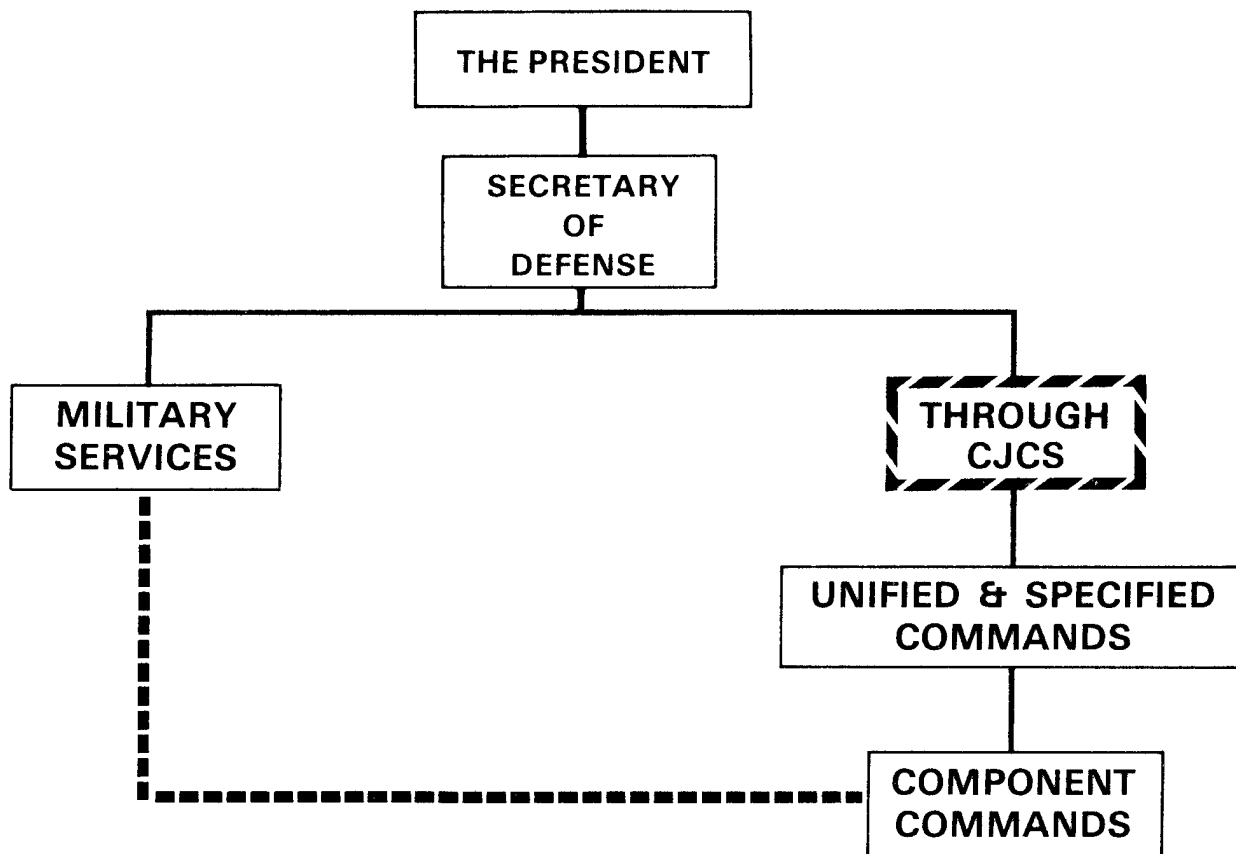 THE PRESIDENT
SECRETARY
OF
DEFENSE
MILITARY
SERVICES
THROUGH
CJCS
UNIFIED & SPECIFIED
COMMANDS
COMPONENT
COMMANDS